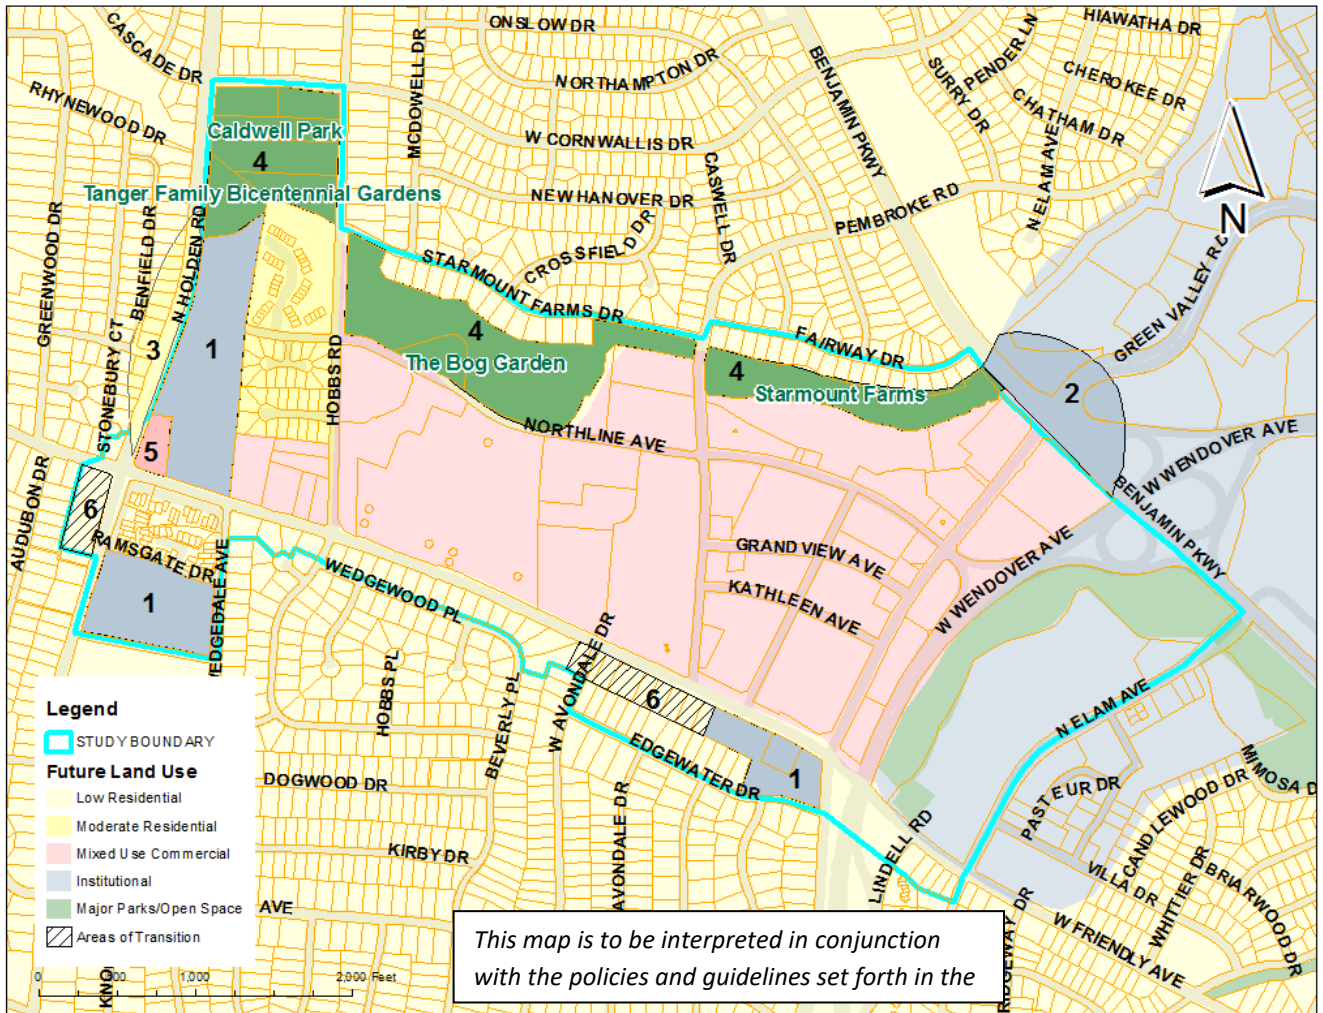 CASCADE DR
ONSLOW DR
HIAWATHA DR
PENDER LN
MCDOWELL DR
BENJAMIN PKWY
SURRY DR
CHEROKEE DR
RHYNEWOOD DR
NORTHAMPTON DR
CHATHAM DR
Caldwell Park
W CORNWALLIS DR
4
CASWELL DR
N ELAM AVE
Tanger Family Bicentennial Gardens
NEWHANOVER DR
PEMBROKE RD
N
GREENWOOD DR
BENFIELD DR
N HOLDEN RD
CROSSFIELD DR
STARMOUNT FARMS DR
GREEN VALLEY RD
STONEBURY CT
3
1
HOBBS RD
4
The Bog Garden
FAIRWAY DR
4
Starmount Farms
2
NORTHLINE AVE
W WENDOVER AVE
5
BENJAMIN PKWY
AUDUBON DR
6
RAMSGATE DR
WEDGEWOOD PL
GRANDVIEW AVE
KATHLEEN AVE
W WENDOVER AVE
1
EDGEDALE AVE
HOBBS PL
BEVERLY PL
W AVONDALE DR
6
EDGEWATER DR
1
N ELAM AVE
MIMOSA D
Legend
STUDY BOUNDARY
Future Land Use
Low Residential
Moderate Residential
Mixed Use Commercial
Institutional
Major Parks/Open Space
Areas of Transition
DOGWOOD DR
KIRBY DR
AVE
AVONDALE DR
LINDELL RD
PASTEUR DR
CANDLEWOOD DR
VILLA DR
WHITTIER DR
BRIARWOOD DR
W FRIENDLY AVE
RIDGEWAY DR
KNO
0
1,000
2,000 Feet
This map is to be interpreted in conjunction
with the policies and guidelines set forth in the